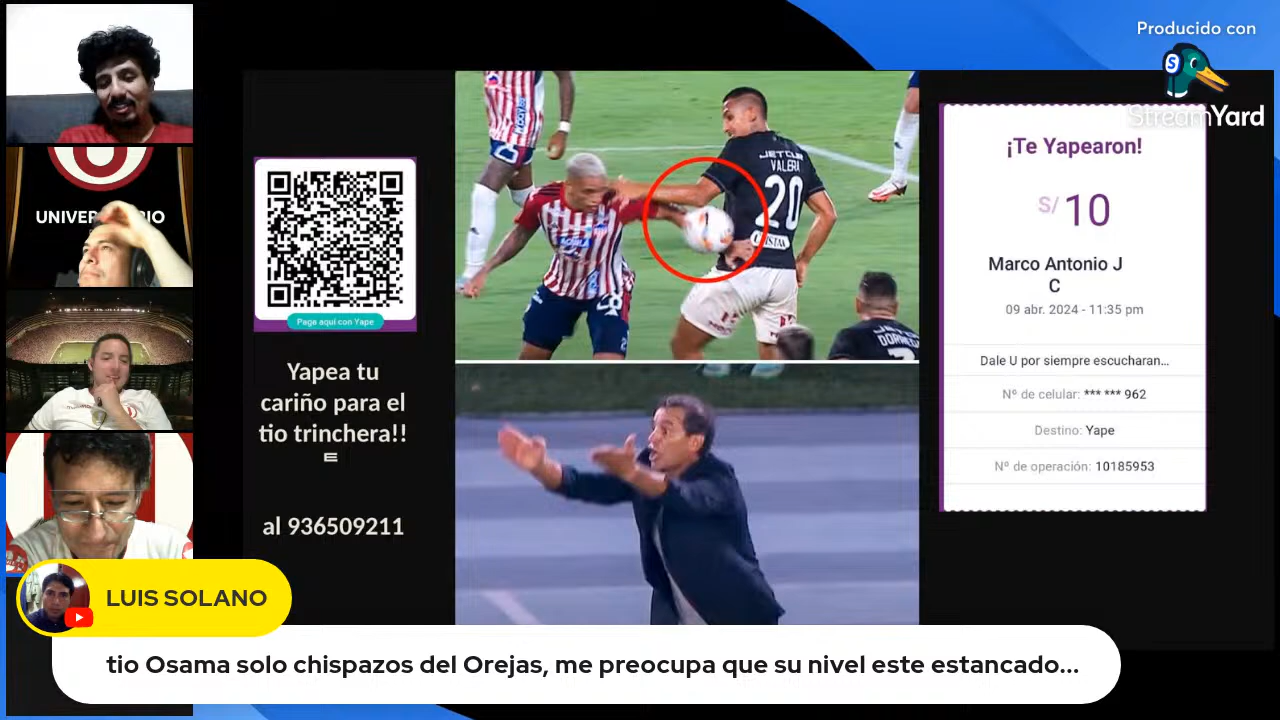 Producido con
StreamYard
UNIVER
RIO
Paga aquí con Yape
Yapea tu
cariño para el
tio trinchera!!
E
al 936509211
JETOUR
VALERA
20
AGUILA
¡Te Yapearon!
S/ 10
Marco Antonio J
C
09 abr. 2024 - 11:35 pm
Dale U por siempre escucharan...
Nº de celular: *** *** 962
Destino: Yape
Nº de operación: 10185953
LUIS SOLANO
tio Osama solo chispazos del Orejas, me preocupa que su nivel este estancado...